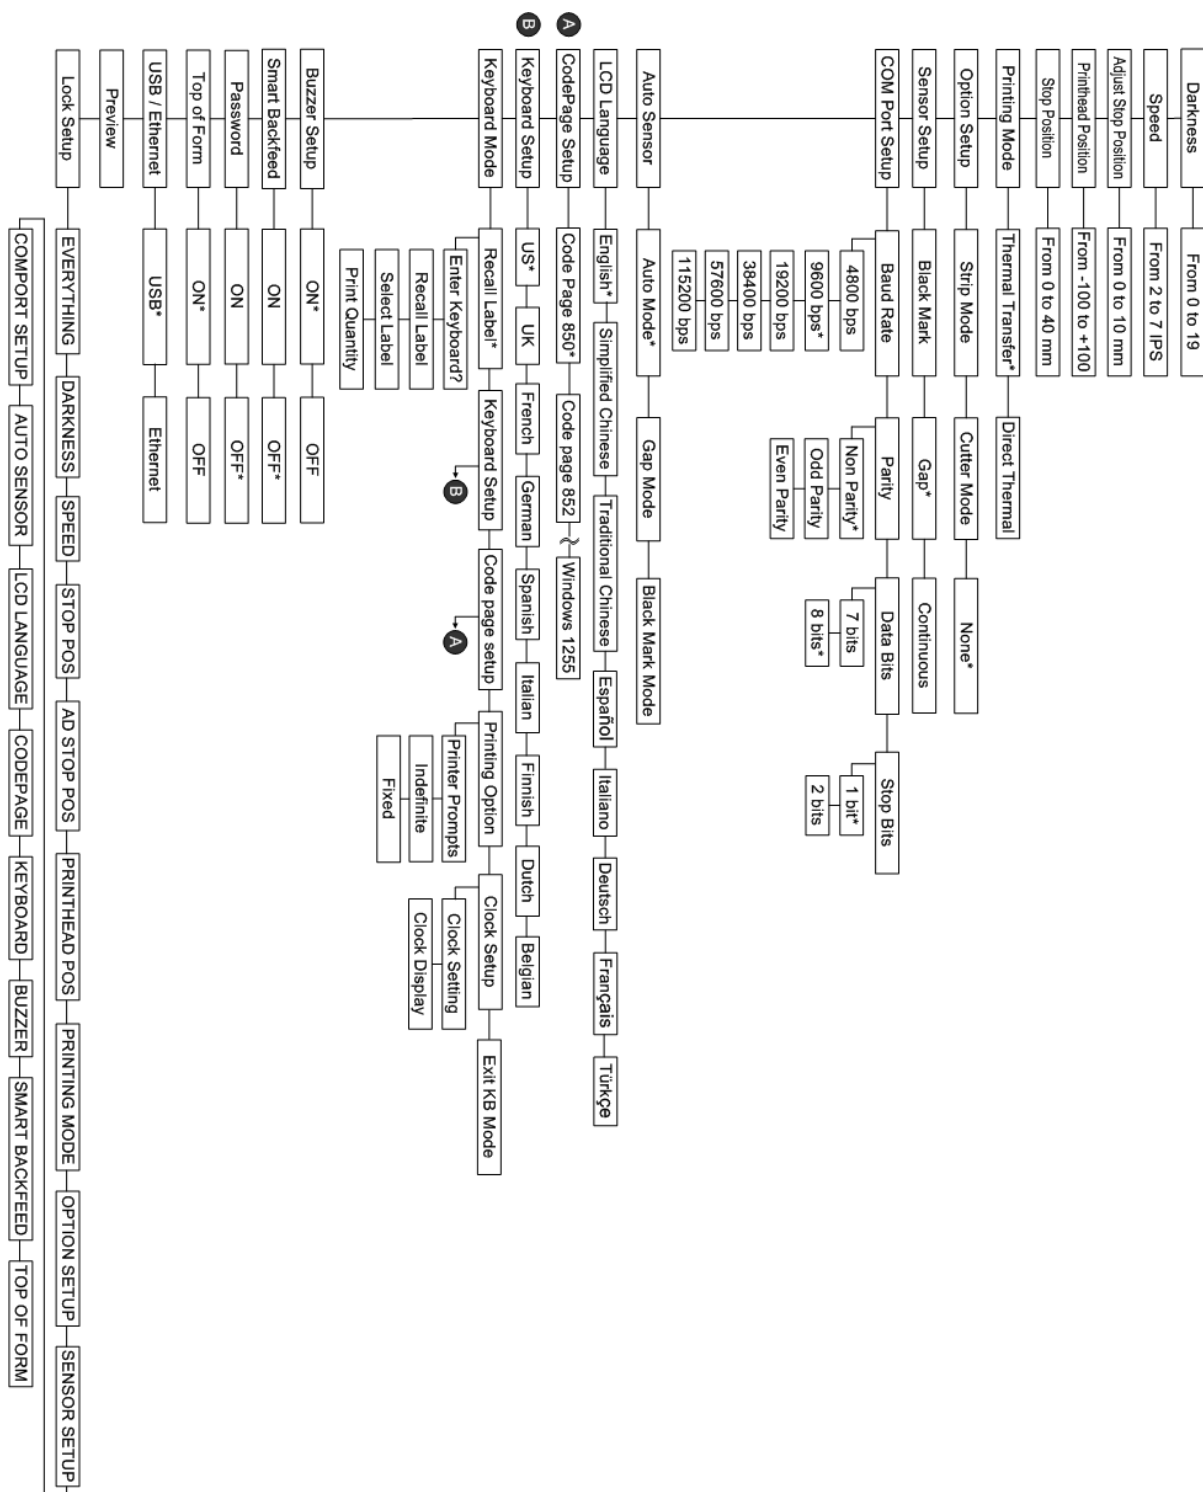 Darkness
From 0 to 19
Speed
From 2 to 7 IPS
Adjust Stop Position
From 0 to 10 mm
Printhead Position
From -100 to +100
Stop Position
From 0 to 40 mm
Printing Mode
Thermal Transfer*
Direct Thermal
Option Setup
Strip Mode
Cutter Mode
None*
Sensor Setup
Black Mark
Gap*
Continuous
COM Port Setup
Baud Rate
Parity
Data Bits
Stop Bits
4800 bps
Non Parity*
7 bits
1 bit*
9600 bps*
Odd Parity
8 bits*
2 bits
19200 bps
Even Parity
38400 bps
57600 bps
115200 bps
Auto Sensor
Auto Mode*
Gap Mode
Black Mark Mode
LCD Language
English*
Simplified Chinese
Traditional Chinese
Español
Italiano
Deutsch
Français
Türkçe
A
CodePage Setup
Code Page 850*
Code page 852
Windows 1255
B
Keyboard Setup
US*
UK
French
German
Spanish
Italian
Finnish
Dutch
Belgian
Keyboard Mode
Recall Label*
Keyboard Setup
Code page setup
Printing Option
Clock Setup
Exit KB Mode
Enter Keyboard?
B
A
Printer Prompts
Clock Setting
Recall Label
Indefinite
Clock Display
Select Label
Fixed
Print Quantity
Buzzer Setup
ON*
OFF
Smart Backfeed
ON
OFF*
Password
ON
OFF*
Top of Form
ON*
OFF
USB / Ethernet
USB*
Ethernet
Preview
Lock Setup
EVERYTHING
DARKNESS
SPEED
STOP POS
AD STOP POS
PRINTHEAD POS
PRINTING MODE
OPTION SETUP
SENSOR SETUP
COMPORT SETUP
AUTO SENSOR
LCD LANGUAGE
CODEPAGE
KEYBOARD
BUZZER
SMART BACKFEED
TOP OF FORM